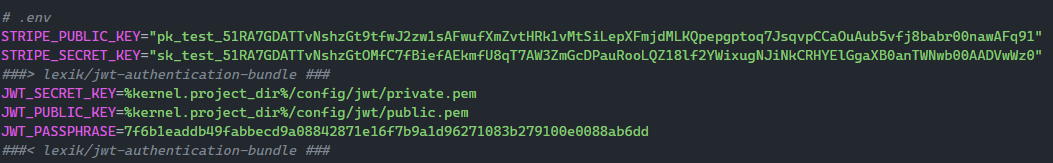 # .env
STRIPE_PUBLIC_KEY="pk_test_51RA7GDATTvNshzGt9tfwJ2zw1sAFwufXmZvtHRk1vMtSiLepXFmjdMLKQpepgptoq7JsqvpCCaOuAub5vfj8babr00nawAFq91"
STRIPE_SECRET_KEY="sk_test_51RA7GDATTvNshzGtOMfC7fBiefAEkmfU8qT7AW3ZmGcDPauRooLQZ18lf2YWixugNJiNkCRHYElGgaXB0anTWNwb00AADVwWz0"
###> lexik/jwt-authentication-bundle ###
JWT_SECRET_KEY=%kernel.project_dir%/config/jwt/private.pem
JWT_PUBLIC_KEY=%kernel.project_dir%/config/jwt/public.pem
JWT_PASSPHRASE=7f6b1eaddb49fabbecd9a08842871e16f7b9a1d96271083b279100e0088ab6dd
###< lexik/jwt-authentication-bundle ###